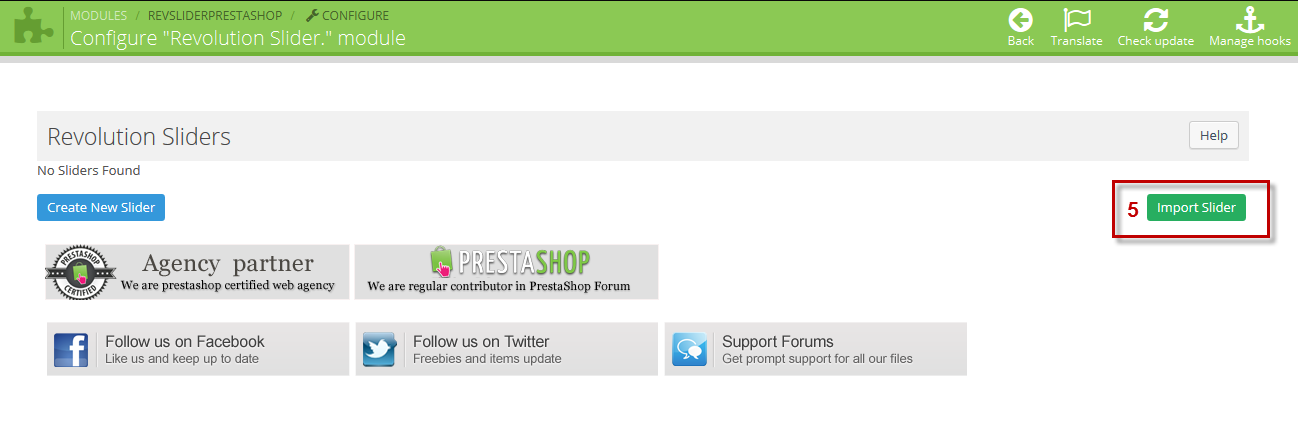 MODULES / REVSLIDERPRESTASHOP / CONFIGURE
Configure "Revolution Slider." module
Back Translate Check update Manage hooks
Revolution Sliders
Help
No Sliders Found
Create New Slider
5 Import Slider
PRESTASHOP
CERTIFIED
Agency partner
We are prestashop certified web agency
PRESTASHOP
We are regular contributor in PrestaShop Forum
Follow us on Facebook
Like us and keep up to date
Follow us on Twitter
Freebies and items update
Support Forums
Get prompt support for all our files